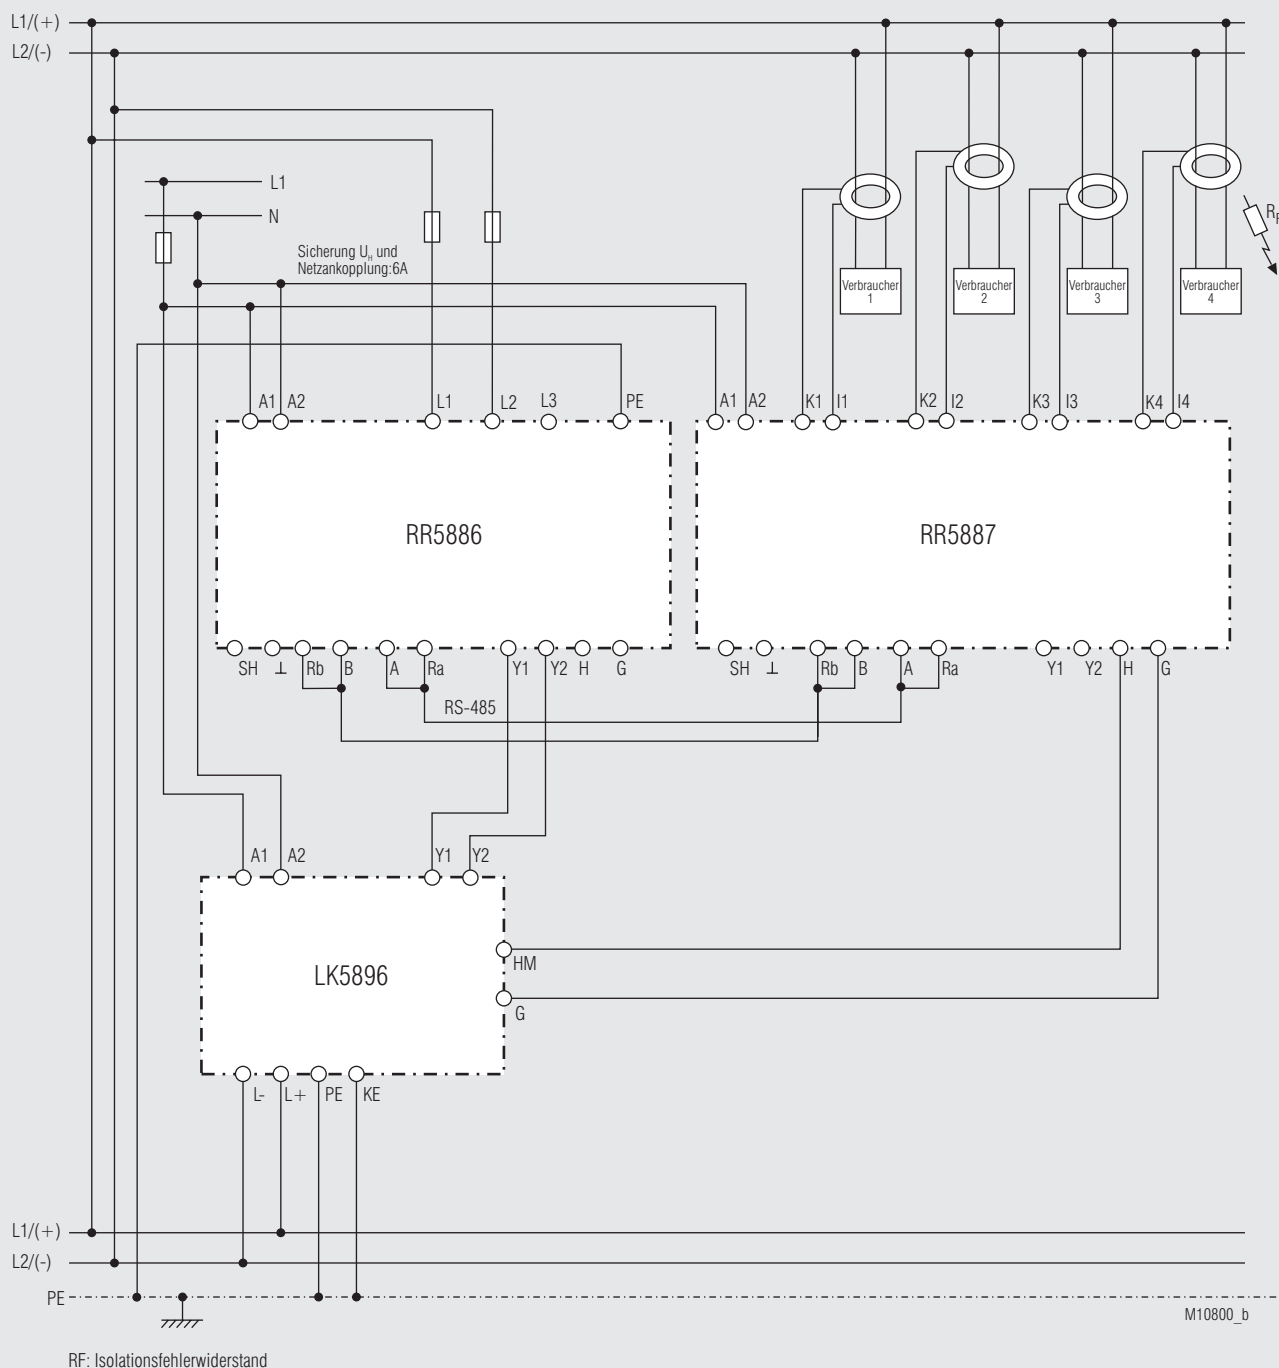 L1/(+)
L2/(-)
L1
N
Sicherung U_H und
Netzankopplung:6A
R_F
Verbraucher
1
Verbraucher
2
Verbraucher
3
Verbraucher
4
A1 A2 L1 L2 L3 PE
A1 A2 K1 I1 K2 I2 K3 I3 K4 I4
RR5886
RR5887
SH ⊥ Rb B A Ra Y1 Y2 H G
SH ⊥ Rb B A Ra Y1 Y2 H G
RS-485
A1 A2 Y1 Y2
LK5896
HM
G
L- L+ PE KE
L1/(+)
L2/(-)
PE
M10800_b
RF: Isolationsfehlerwiderstand